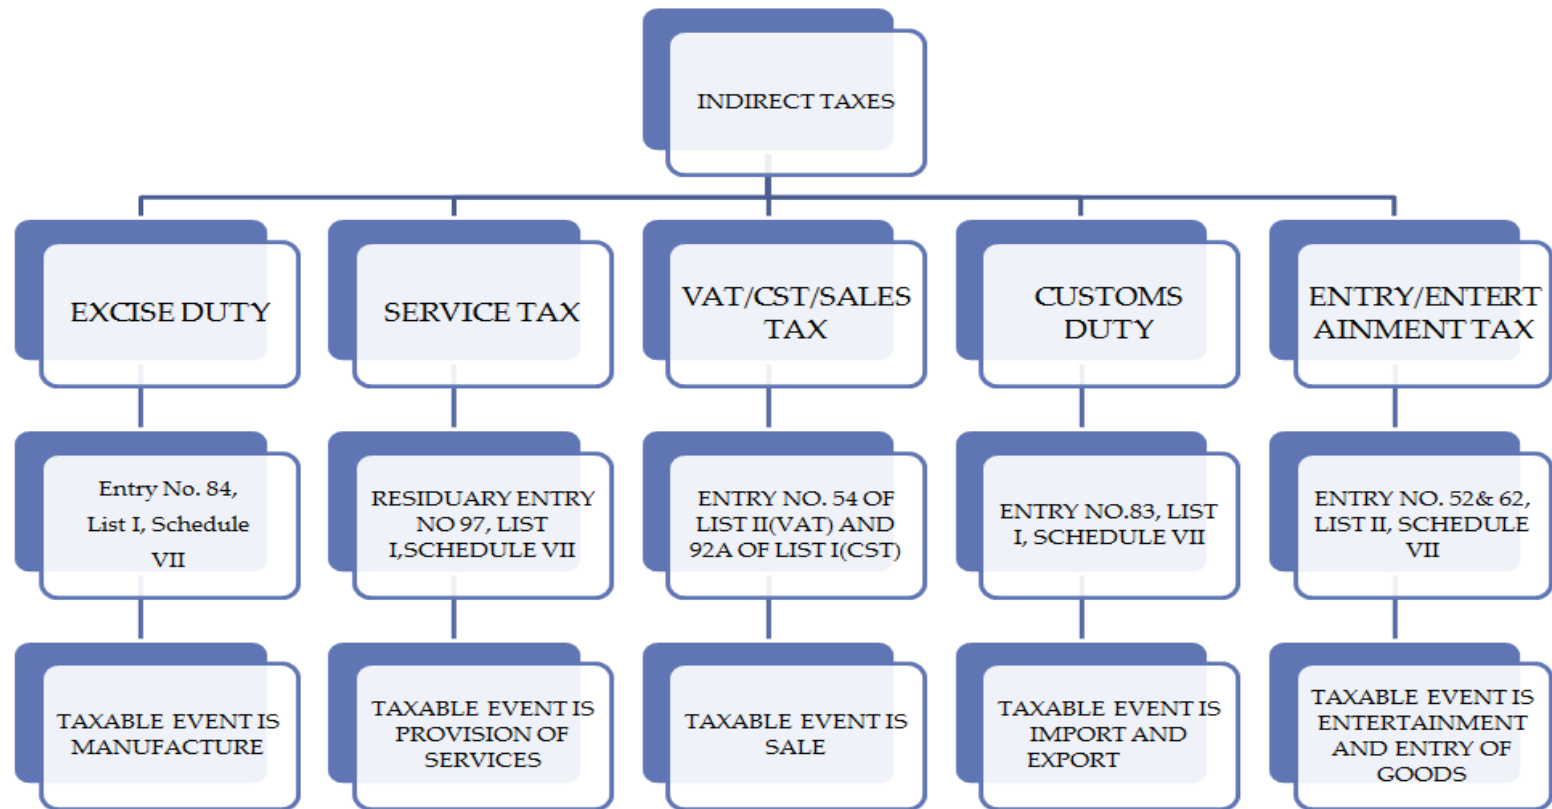 INDIRECT TAXES
EXCISE DUTY
SERVICE TAX
VAT/CST/SALES
TAX
CUSTOMS
DUTY
ENTRY/ENTERT
AINMENT TAX
Entry No. 84,
List I, Schedule
VII
RESIDUARY ENTRY
NO 97, LIST
I,SCHEDULE VII
ENTRY NO. 54 OF
LIST II(VAT) AND
92A OF LIST I(CST)
ENTRY NO.83, LIST
I, SCHEDULE VII
ENTRY NO. 52& 62,
LIST II, SCHEDULE
VII
TAXABLE EVENT IS
MANUFACTURE
TAXABLE EVENT IS
PROVISION OF
SERVICES
TAXABLE EVENT IS
SALE
TAXABLE EVENT IS
IMPORT AND
EXPORT
TAXABLE EVENT IS
ENTERTAINMENT
AND ENTRY OF
GOODS